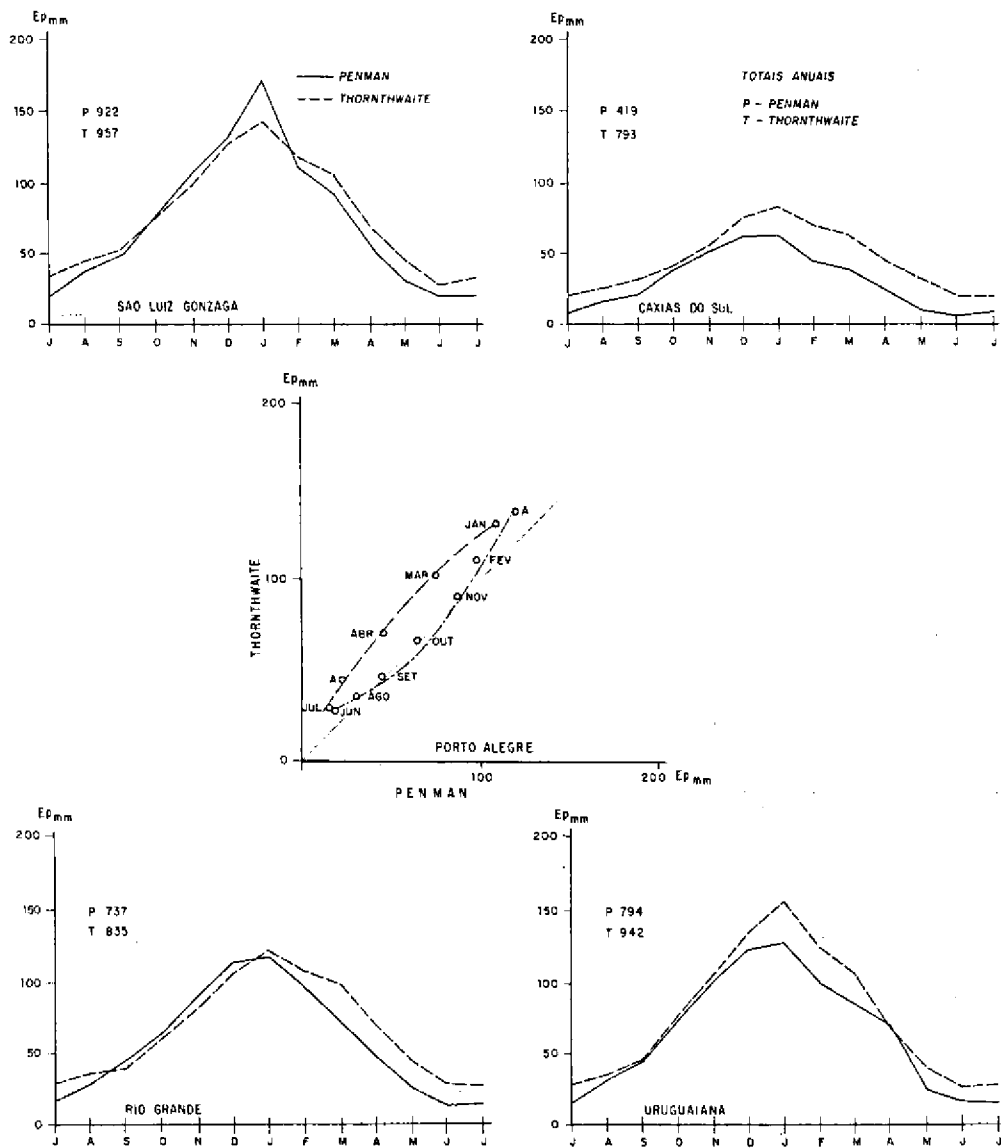 Ep mm
200
150
100
50
0
P 922
T 957
PENMAN
THORNTHWAITE
SAO LUIZ GONZAGA
J A S O N D J F M A M J J
Ep mm
200
150
100
50
0
P 419
T 793
TOTAIS ANUAIS
P - PENMAN
T - THORNTHWAITE
CAXIAS DO SUL
J A S O N D J F M A M J J
Ep mm
200
100
0
THORNTHWAITE
A
JAN
FEV
MAR
NOV
ABR
OUT
A
SET
AGO
JUL
JUN
PORTO ALEGRE
100
200
Ep mm
PENMAN
Ep mm
200
150
100
50
0
P 737
T 835
RIO GRANDE
J A S O N D J F M A M J J
Ep mm
200
150
100
50
0
P 794
T 942
URUGUAIANA
J A S O N D J F M A M J J